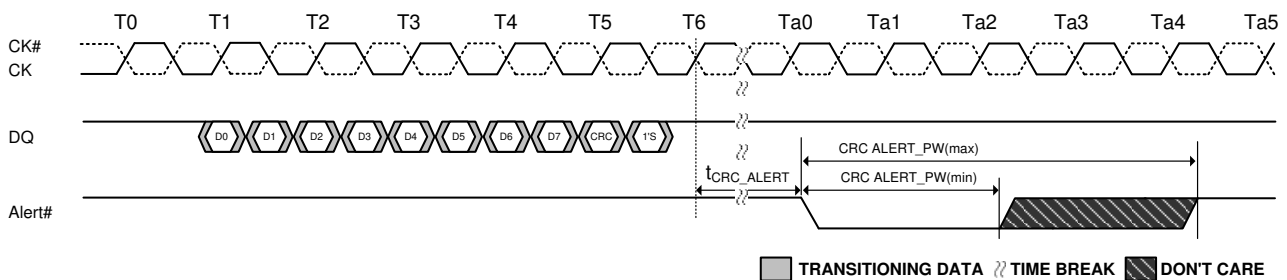 T0 T1 T2 T3 T4 T5 T6 Ta0 Ta1 Ta2 Ta3 Ta4 Ta5
CK#
CK
DQ
D0 D1 D2 D3 D4 D5 D6 D7 CRC 1'S
CRC ALERT_PW(max)
tCRC_ALERT CRC ALERT_PW(min)
Alert#
TRANSITIONING DATA TIME BREAK DON'T CARE